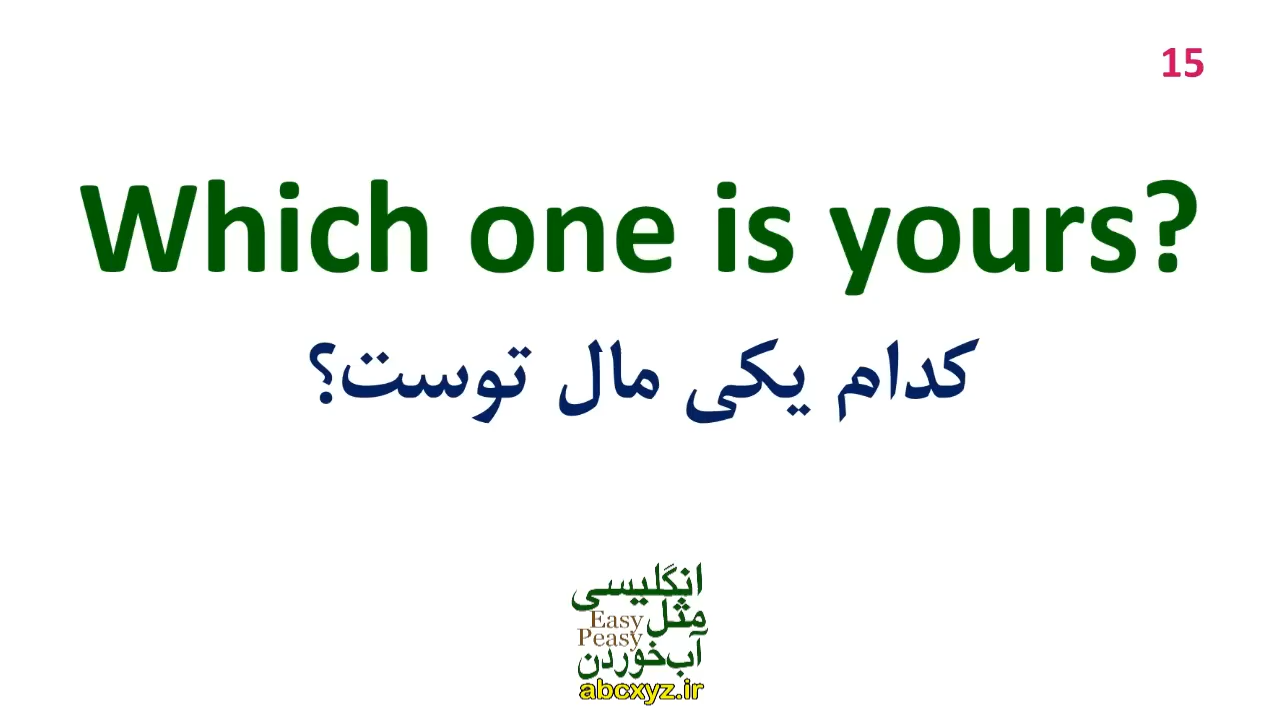 15
Which one is yours?
کدام یکی مال توست؟
انگلیسی
مثل
Easy
Peasy
آب‌خوردن
abcxyz.ir